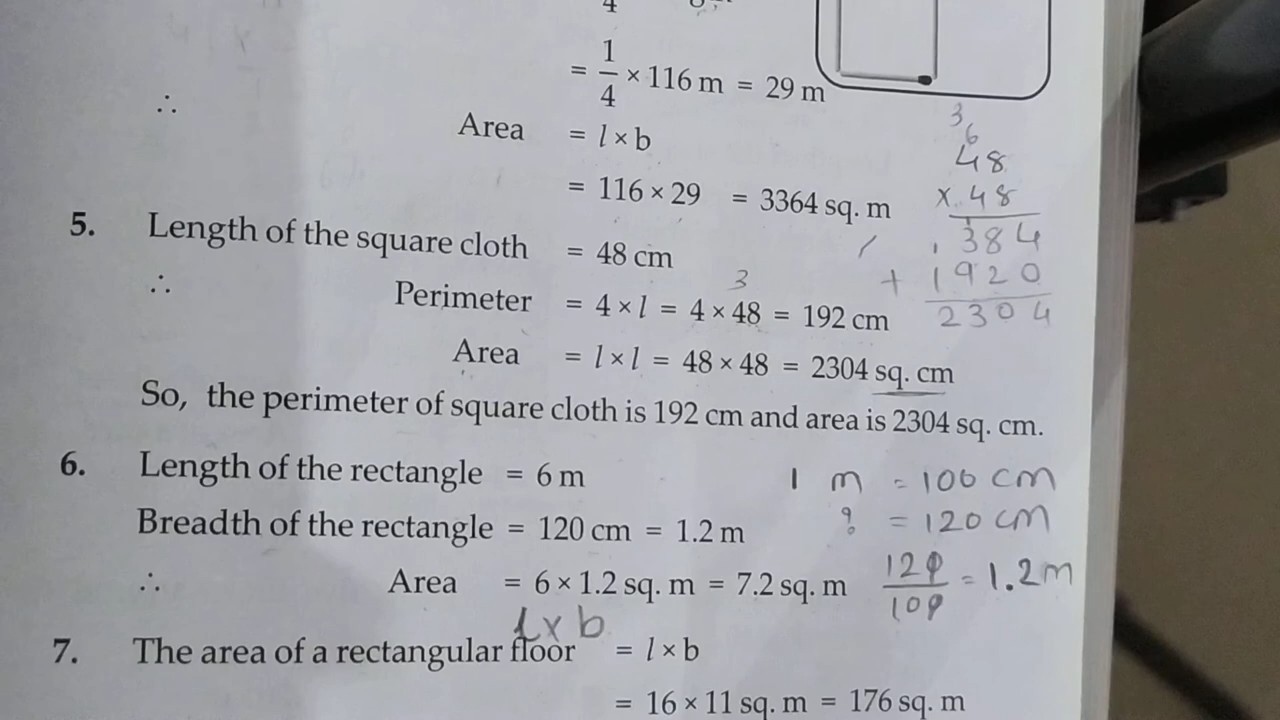 4
= 1/4 × 116 m = 29 m
∴
Area = l × b
= 116 × 29 = 3364 sq. m
3
6
48
× 48
384
+ 1920
2304
5. Length of the square cloth = 48 cm
3
∴ Perimeter = 4 × l = 4 × 48 = 192 cm
Area = l × l = 48 × 48 = 2304 sq. cm
So, the perimeter of square cloth is 192 cm and area is 2304 sq. cm.
6. Length of the rectangle = 6 m
1 m = 100 cm
Breadth of the rectangle = 120 cm = 1.2 m
? = 120 cm
∴ Area = 6 × 1.2 sq. m = 7.2 sq. m
120/100 = 1.2 m
l × b
7. The area of a rectangular floor = l × b
= 16 × 11 sq. m = 176 sq. m